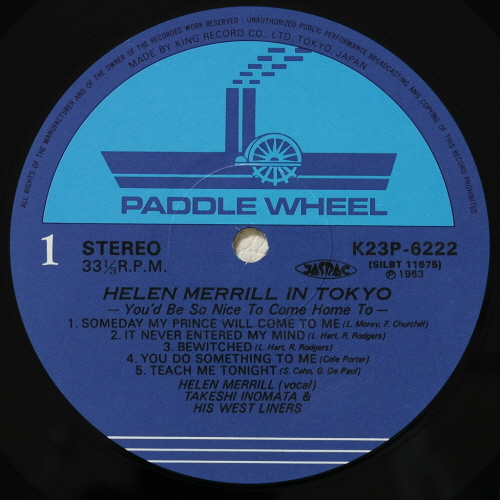 ALL RIGHTS OF THE MANUFACTURER AND OF THE OWNER OF THE RECORDED WORK RESERVED - UNAUTHORIZED PUBLIC PERFORMANCE BROADCASTING AND COPYING OF THIS RECORD PROHIBITED
MADE BY KING RECORD CO., LTD. TOKYO, JAPAN
PADDLE WHEEL
1
STEREO
33⅓R.P.M.
K23P-6222
(SILBT 11675)
JASRAC
℗1963
HELEN MERRILL IN TOKYO
—You'd Be So Nice To Come Home To—
1. SOMEDAY MY PRINCE WILL COME TO ME (L. Morey, F. Churchill)
2. IT NEVER ENTERED MY MIND (L. Hart, R. Rodgers)
3. BEWITCHED (L. Hart, R. Rodgers)
4. YOU DO SOMETHING TO ME (Cole Porter)
5. TEACH ME TONIGHT (S. Cahn, G. De Paul)
HELEN MERRILL (vocal)
TAKESHI INOMATA &
HIS WEST LINERS